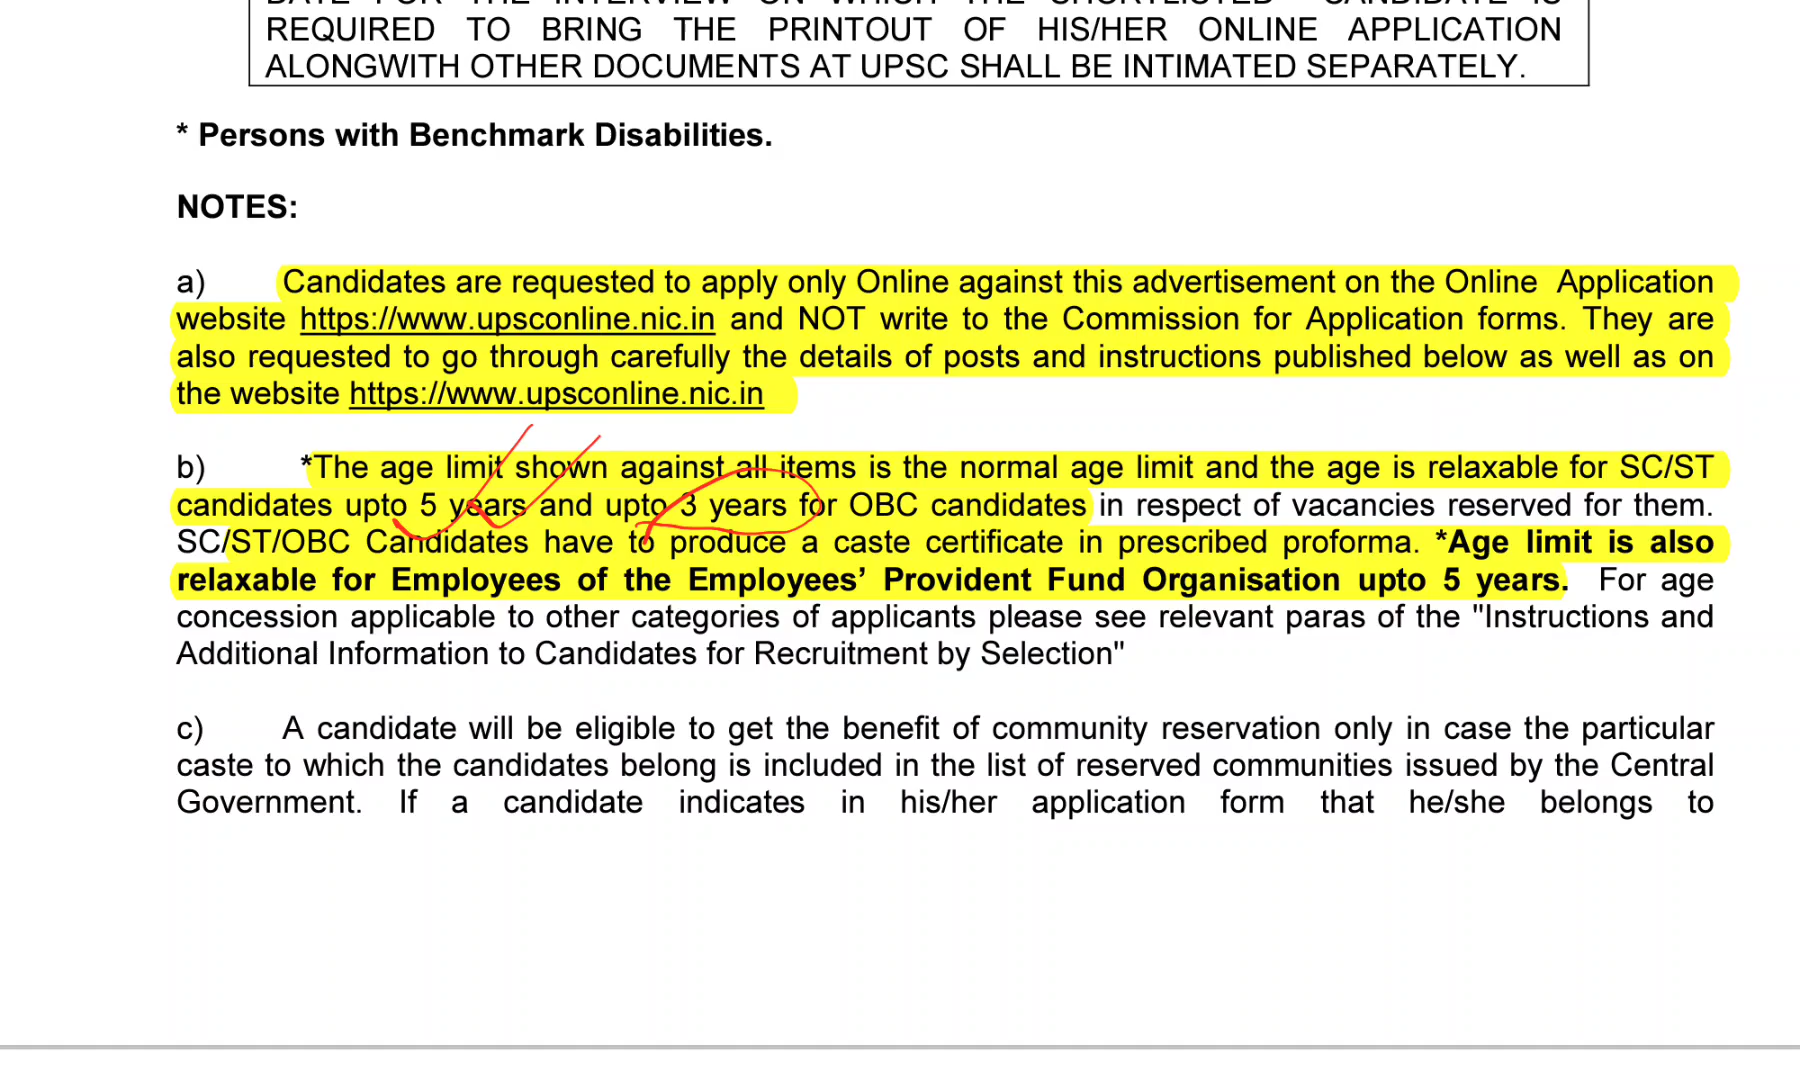 DATE FOR THE INTERVIEW ON WHICH THE SHORTLISTED CANDIDATE IS
REQUIRED TO BRING THE PRINTOUT OF HIS/HER ONLINE APPLICATION
ALONGWITH OTHER DOCUMENTS AT UPSC SHALL BE INTIMATED SEPARATELY.
* Persons with Benchmark Disabilities.
NOTES:
a) Candidates are requested to apply only Online against this advertisement on the Online Application
website https://www.upsconline.nic.in and NOT write to the Commission for Application forms. They are
also requested to go through carefully the details of posts and instructions published below as well as on
the website https://www.upsconline.nic.in
b) *The age limit shown against all items is the normal age limit and the age is relaxable for SC/ST
candidates upto 5 years and upto 3 years for OBC candidates in respect of vacancies reserved for them.
SC/ST/OBC Candidates have to produce a caste certificate in prescribed proforma. *Age limit is also
relaxable for Employees of the Employees’ Provident Fund Organisation upto 5 years. For age
concession applicable to other categories of applicants please see relevant paras of the "Instructions and
Additional Information to Candidates for Recruitment by Selection"
c) A candidate will be eligible to get the benefit of community reservation only in case the particular
caste to which the candidates belong is included in the list of reserved communities issued by the Central
Government. If a candidate indicates in his/her application form that he/she belongs to